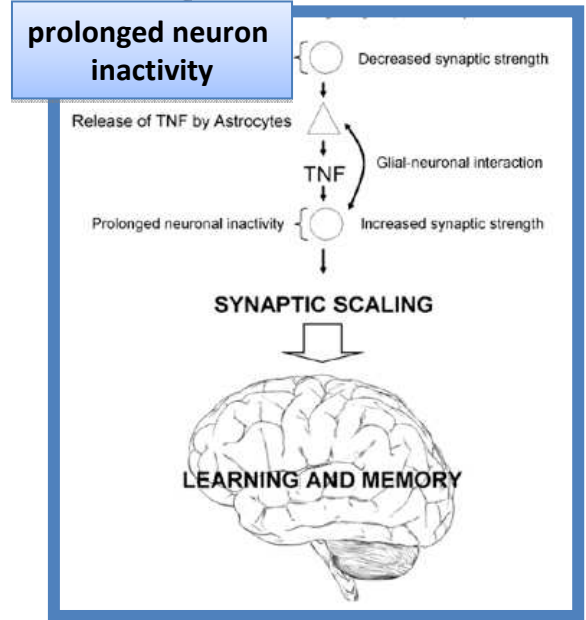 prolonged neuron
inactivity
Decreased synaptic strength
Release of TNF by Astrocytes
TNF
Glial-neuronal interaction
Prolonged neuronal inactivity
Increased synaptic strength
SYNAPTIC SCALING
LEARNING AND MEMORY